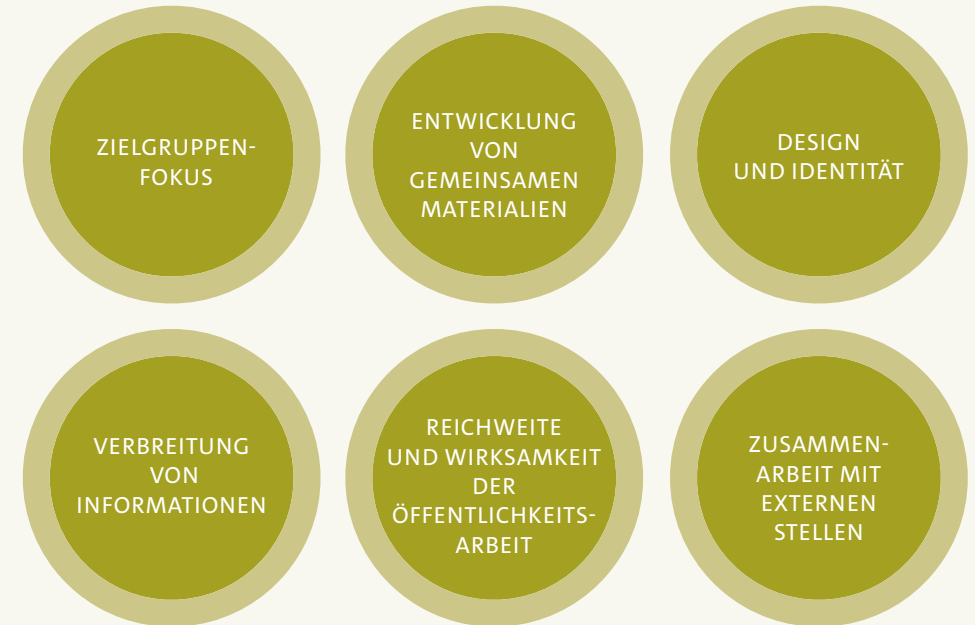 ZIELGRUPPEN-
FOKUS
ENTWICKLUNG
VON
GEMEINSAMEN
MATERIALIEN
DESIGN
UND IDENTITÄT
VERBREITUNG
VON
INFORMATIONEN
REICHWEITE
UND WIRKSAMKEIT
DER
ÖFFENTLICHKEITS-
ARBEIT
ZUSAMMEN-
ARBEIT MIT
EXTERNEN
STELLEN